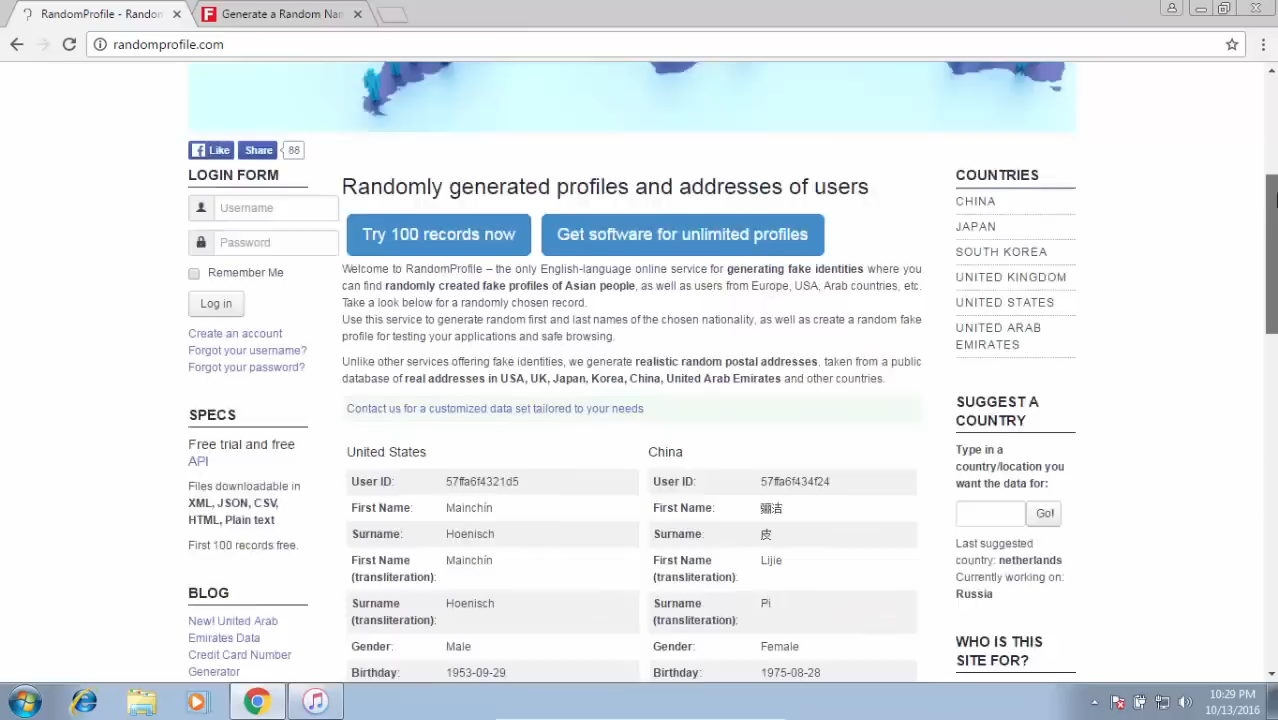 RandomProfile - Random
Generate a Random Nam
randomprofile.com
Like Share 88
LOGIN FORM
Username
Password
Remember Me
Log in
Create an account
Forgot your username?
Forgot your password?
SPECS
Free trial and free
API
Files downloadable in
XML, JSON, CSV,
HTML, Plain text
First 100 records free.
BLOG
New! United Arab
Emirates Data
Credit Card Number
Generator
Randomly generated profiles and addresses of users
Try 100 records now
Get software for unlimited profiles
Welcome to RandomProfile – the only English-language online service for generating fake identities where you
can find randomly created fake profiles of Asian people, as well as users from Europe, USA, Arab countries, etc.
Take a look below for a randomly chosen record.
Use this service to generate random first and last names of the chosen nationality, as well as create a random fake
profile for testing your applications and safe browsing.
Unlike other services offering fake identities, we generate realistic random postal addresses, taken from a public
database of real addresses in USA, UK, Japan, Korea, China, United Arab Emirates and other countries.
Contact us for a customized data set tailored to your needs
United States
User ID: 57ffa6f4321d5
First Name: Mainchín
Surname: Hoenisch
First Name Mainchín
(transliteration):
Surname Hoenisch
(transliteration):
Gender: Male
Birthday: 1953-09-29
China
User ID: 57ffa6f434f24
First Name: 骊洁
Surname: 皮
First Name Lijie
(transliteration):
Surname Pi
(transliteration):
Gender: Female
Birthday: 1975-08-28
COUNTRIES
CHINA
JAPAN
SOUTH KOREA
UNITED KINGDOM
UNITED STATES
UNITED ARAB
EMIRATES
SUGGEST A
COUNTRY
Type in a
country/location you
want the data for:
Go!
Last suggested
country: netherlands
Currently working on:
Russia
WHO IS THIS
SITE FOR?
10:29 PM
10/13/2016